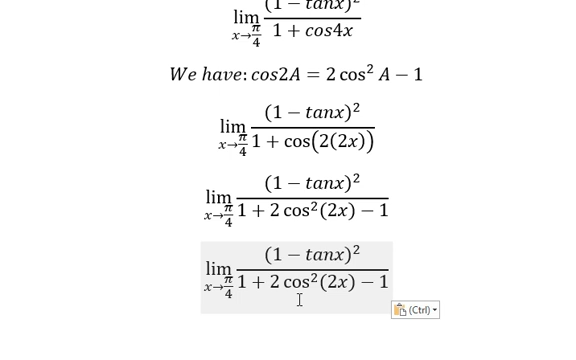 lim x→π/4 (1 − tanx)² / 1 + cos4x
We have: cos2A = 2 cos² A − 1
lim x→π/4 (1 − tanx)² / 1 + cos(2(2x))
lim x→π/4 (1 − tanx)² / 1 + 2 cos²(2x) − 1
lim x→π/4 (1 − tanx)² / 1 + 2 cos²(2x) − 1
(Ctrl)